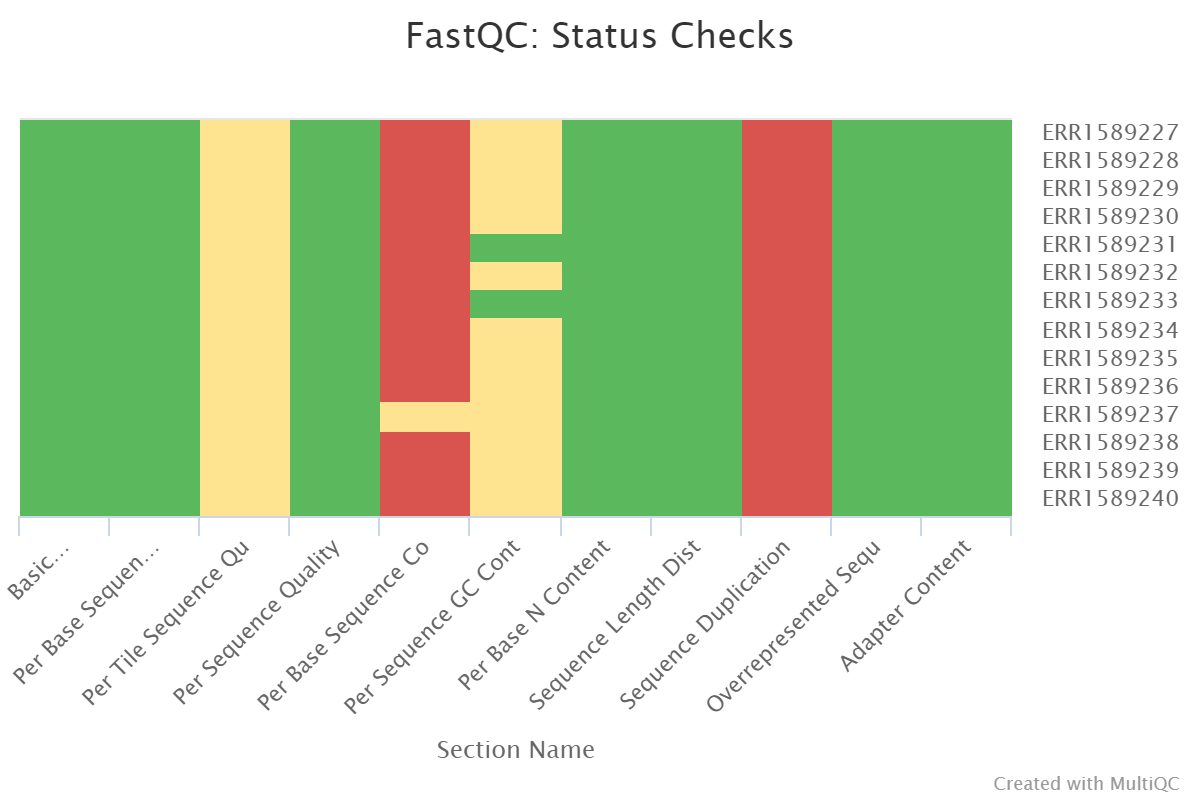 FastQC: Status Checks
ERR1589227
ERR1589228
ERR1589229
ERR1589230
ERR1589231
ERR1589232
ERR1589233
ERR1589234
ERR1589235
ERR1589236
ERR1589237
ERR1589238
ERR1589239
ERR1589240
Basic...
Per Base Sequen...
Per Tile Sequence Qu
Per Sequence Quality
Per Base Sequence Co
Per Sequence GC Cont
Per Base N Content
Sequence Length Dist
Sequence Duplication
Overrepresented Sequ
Adapter Content
Section Name
Created with MultiQC